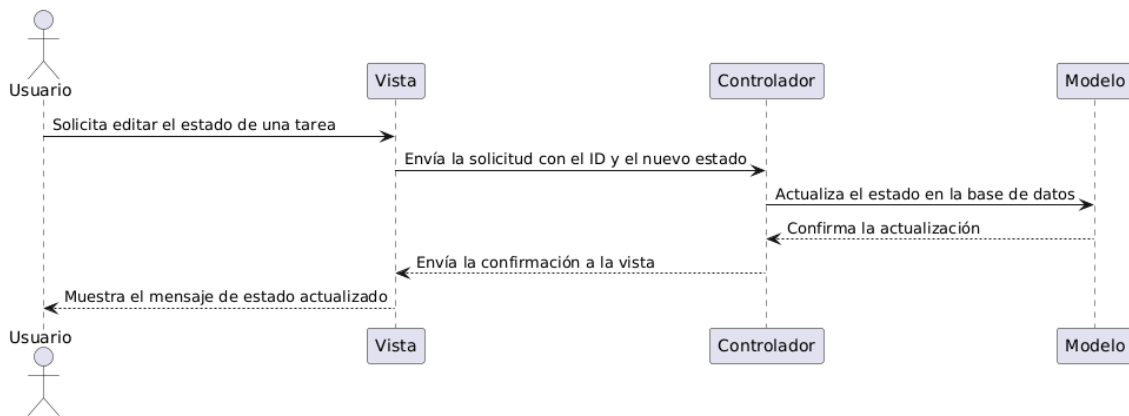 Usuario
Vista
Controlador
Modelo
Solicita editar el estado de una tarea
Envía la solicitud con el ID y el nuevo estado
Actualiza el estado en la base de datos
Confirma la actualización
Envía la confirmación a la vista
Muestra el mensaje de estado actualizado
Usuario
Vista
Controlador
Modelo